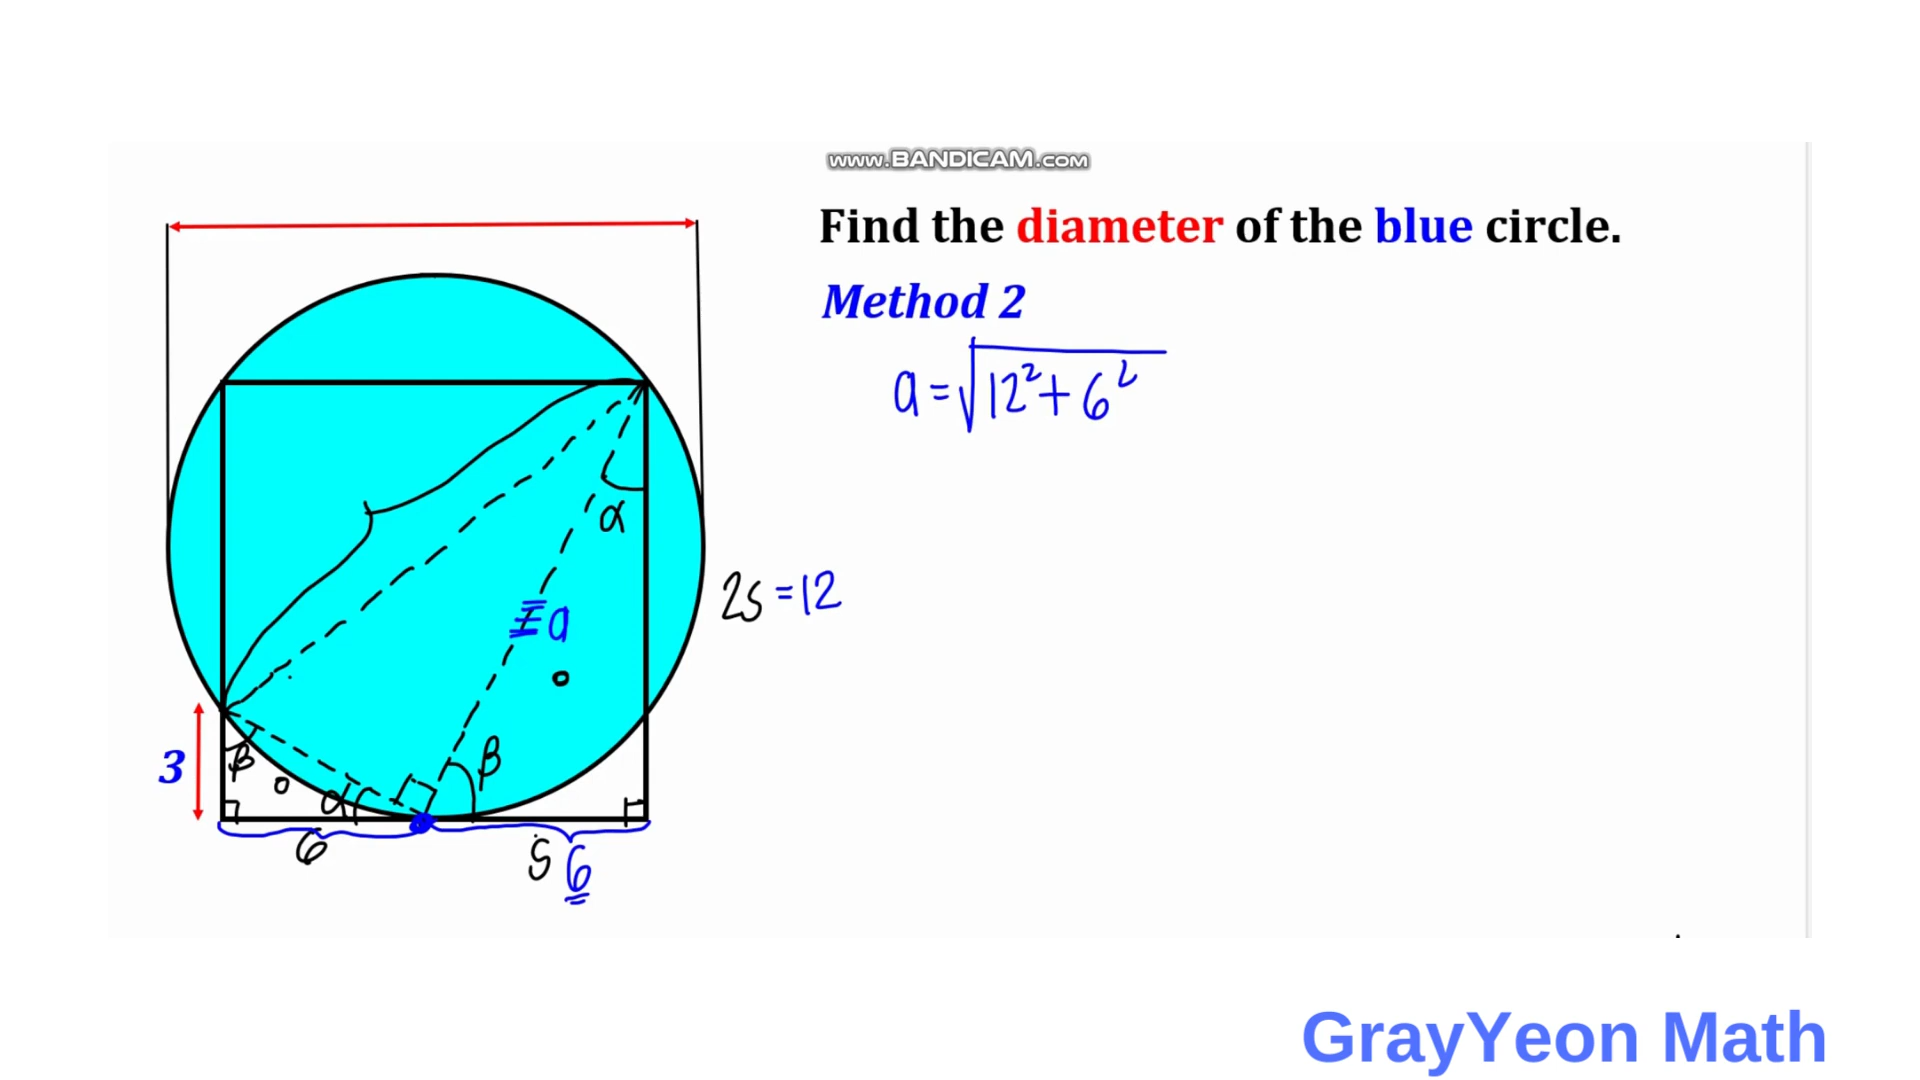 www.BANDICAM.com
Find the diameter of the blue circle.
Method 2
a = √12² + 6²
α
2s = 12
a
β
3
β
α
6
s 6
GrayYeon Math